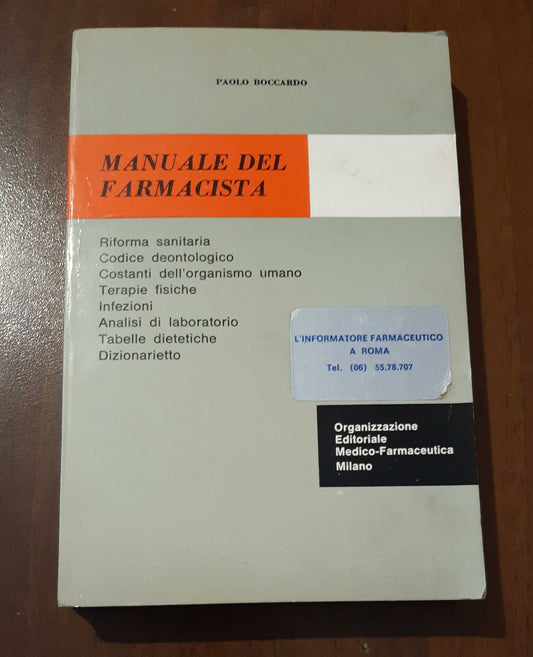 PAOLO BOCCARDO
MANUALE DEL
FARMACISTA
Riforma sanitaria
Codice deontologico
Costanti dell'organismo umano
Terapie fisiche
Infezioni
Analisi di laboratorio
Tabelle dietetiche
Dizionarietto
L'INFORMATORE FARMACEUTICO
A ROMA
Tel. (06) 55.78.707
Organizzazione
Editoriale
Medico-Farmaceutica
Milano